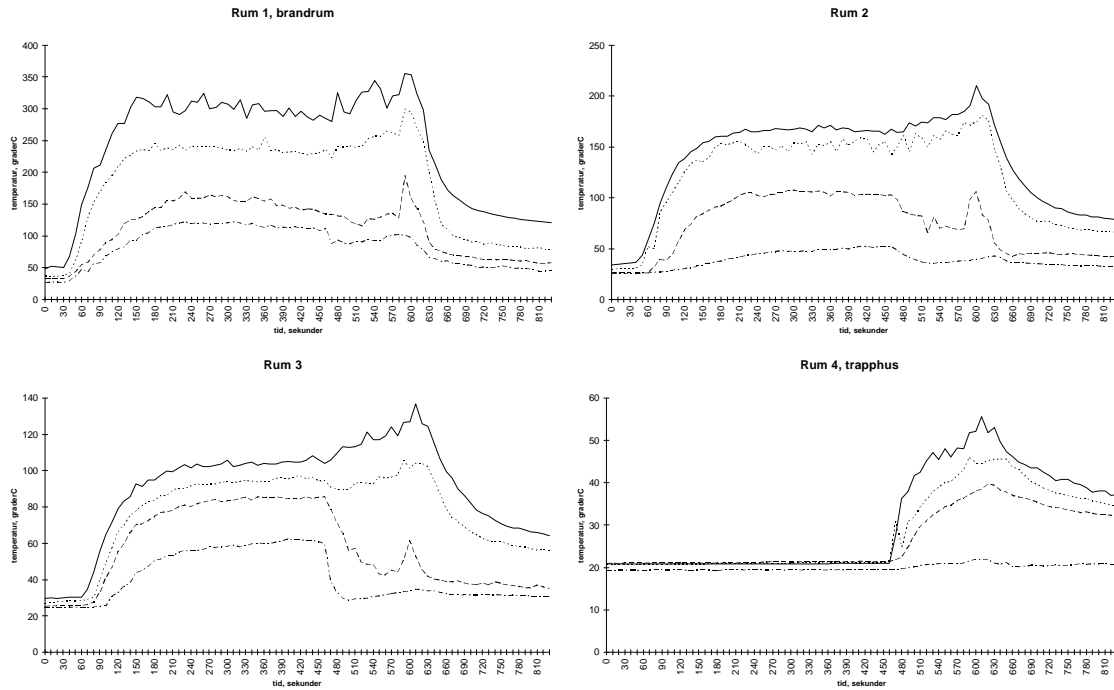 Rum 1, brandrum
temperatur, graderC
400
350
300
250
200
150
100
50
0
0 30 60 90 120 150 180 210 240 270 300 330 360 390 420 450 480 510 540 570 600 630 660 690 720 750 780 810
tid, sekunder
Rum 2
temperatur, graderC
250
200
150
100
50
0
0 30 60 90 120 150 180 210 240 270 300 330 360 390 420 450 480 510 540 570 600 630 660 690 720 750 780 810
tid, sekunder
Rum 3
temperatur, graderC
140
120
100
80
60
40
20
0
0 30 60 90 120 150 180 210 240 270 300 330 360 390 420 450 480 510 540 570 600 630 660 690 720 750 780 810
tid, sekunder
Rum 4, trapphus
temperatur, graderC
60
50
40
30
20
10
0
0 30 60 90 120 150 180 210 240 270 300 330 360 390 420 450 480 510 540 570 600 630 660 690 720 750 780 810
tid, sekunder